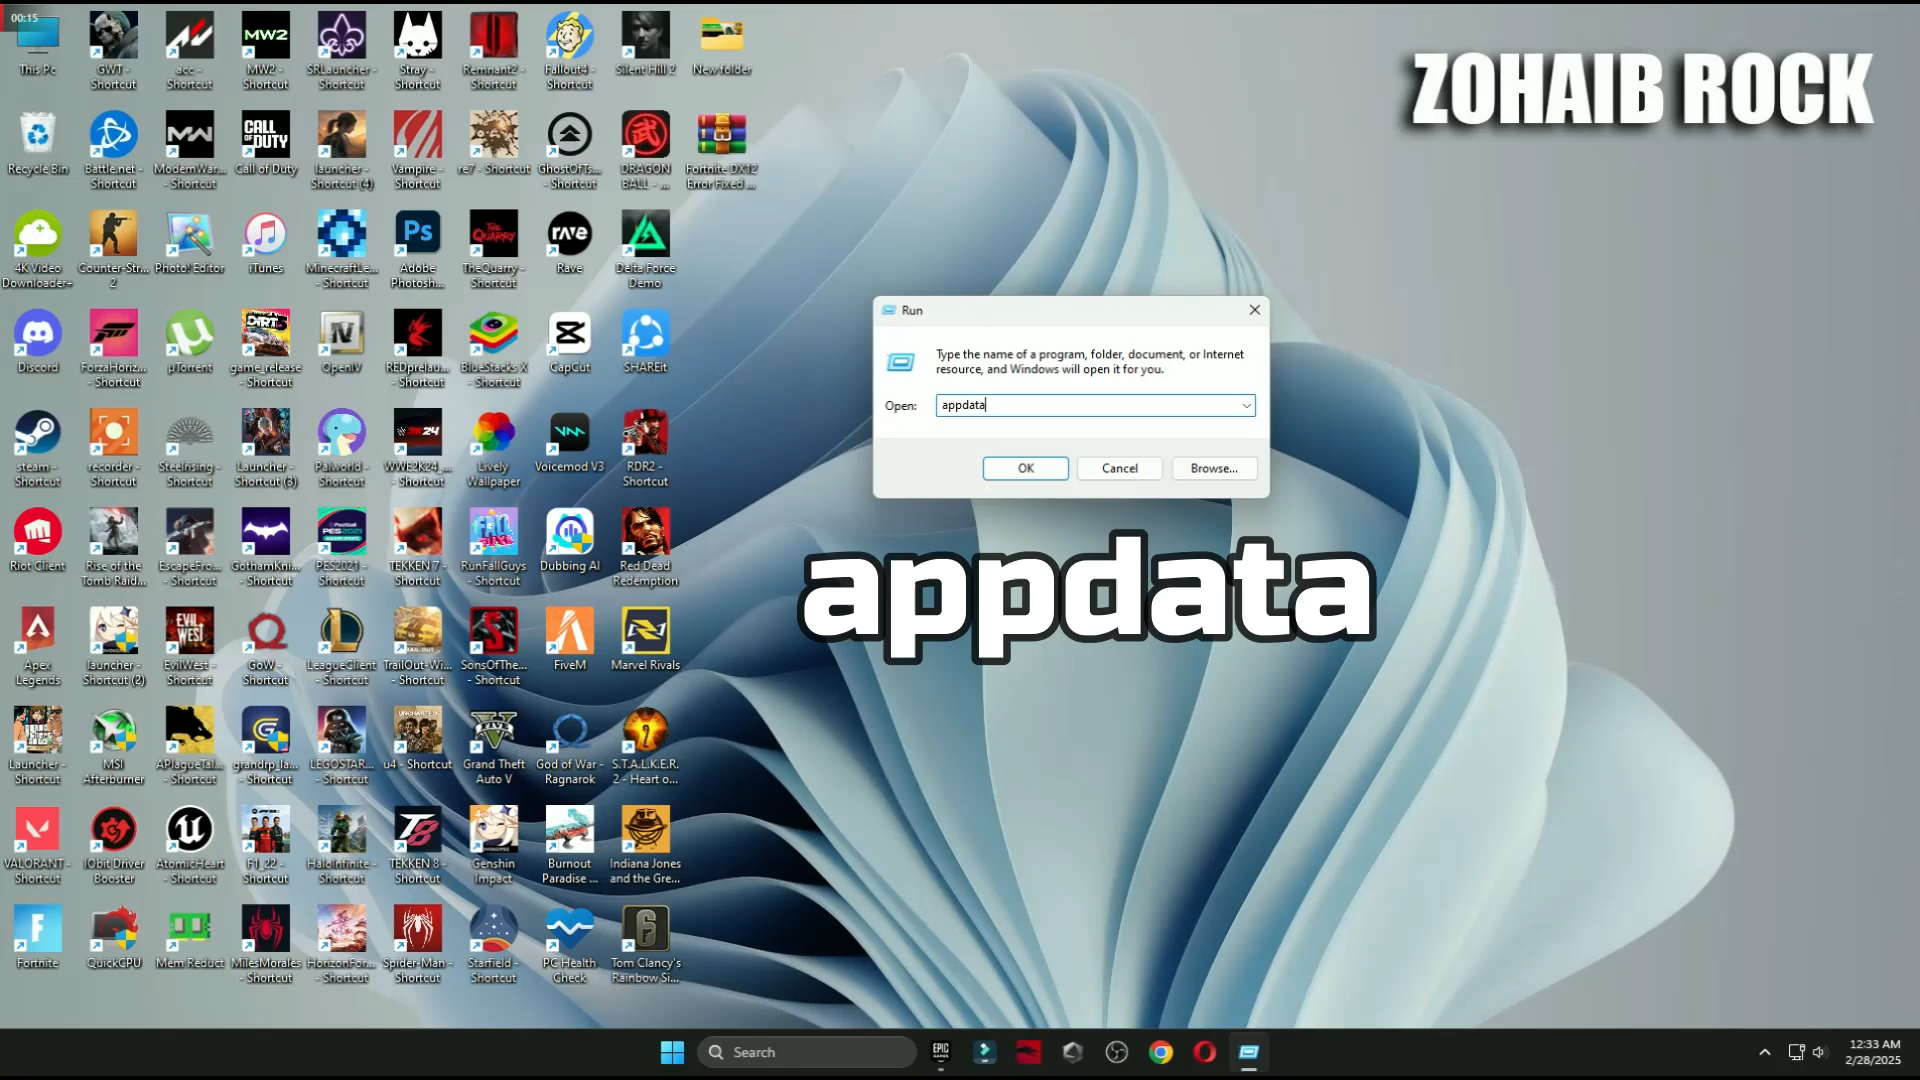 00:15
ZOHAIB ROCK
This Pc
GWT - Shortcut
acc - Shortcut
MW2 - Shortcut
SRLauncher - Shortcut
Stray - Shortcut
Remnant2 - Shortcut
Fallout4 - Shortcut
Silent Hill 2
New folder
Recycle Bin
Battle.net - Shortcut
ModernWar... - Shortcut
Call of Duty
launcher - Shortcut (4)
Vampire - Shortcut
re7 - Shortcut
GhostOfTs... - Shortcut
DRAGON BALL - ...
Fortnite DX12 Error Fixed ...
4K Video Downloader+
Counter-Str... 2
Photo! Editor
iTunes
MinecraftLe... - Shortcut
Adobe Photosh...
TheQuarry - Shortcut
Rave
Delta Force Demo
Discord
ForzaHoriz... - Shortcut
µTorrent
game_release - Shortcut
OpenIV
REDprelau... - Shortcut
BlueStacks X - Shortcut
CapCut
SHAREit
steam - Shortcut
recorder - Shortcut
Steelrising - Shortcut
Launcher - Shortcut (3)
Palworld - Shortcut
WWE2K24_... - Shortcut
Lively Wallpaper
Voicemod V3
RDR2 - Shortcut
Riot Client
Rise of the Tomb Raid...
EscapeFro... - Shortcut
GothamKni... - Shortcut
PES2021 - Shortcut
TEKKEN 7 - Shortcut
RunFallGuys - Shortcut
Dubbing AI
Red Dead Redemption
Apex Legends
launcher - Shortcut (2)
EvilWest - Shortcut
GoW - Shortcut
LeagueClient - Shortcut
TrailOut-Wi... - Shortcut
SonsOfThe... - Shortcut
FiveM
Marvel Rivals
Launcher - Shortcut
MSI Afterburner
APlagueTal... - Shortcut
grandrp_la... - Shortcut
LEGOSTAR... - Shortcut
u4 - Shortcut
Grand Theft Auto V
God of War - Ragnarok
S.T.A.L.K.E.R. 2 - Heart o...
VALORANT - Shortcut
IObit Driver Booster
AtomicHeart - Shortcut
F1_22 - Shortcut
HaloInfinite - Shortcut
TEKKEN 8 - Shortcut
Genshin Impact
Burnout Paradise ...
Indiana Jones and the Gre...
Fortnite
QuickCPU
Mem Reduct
MilesMorales - Shortcut
HorizonFor... - Shortcut
Spider-Man - Shortcut
Starfield - Shortcut
PC Health Check
Tom Clancy's Rainbow Si...
Run
Type the name of a program, folder, document, or Internet
resource, and Windows will open it for you.
Open: appdata
OK Cancel Browse...
appdata
Search
12:33 AM
2/28/2025